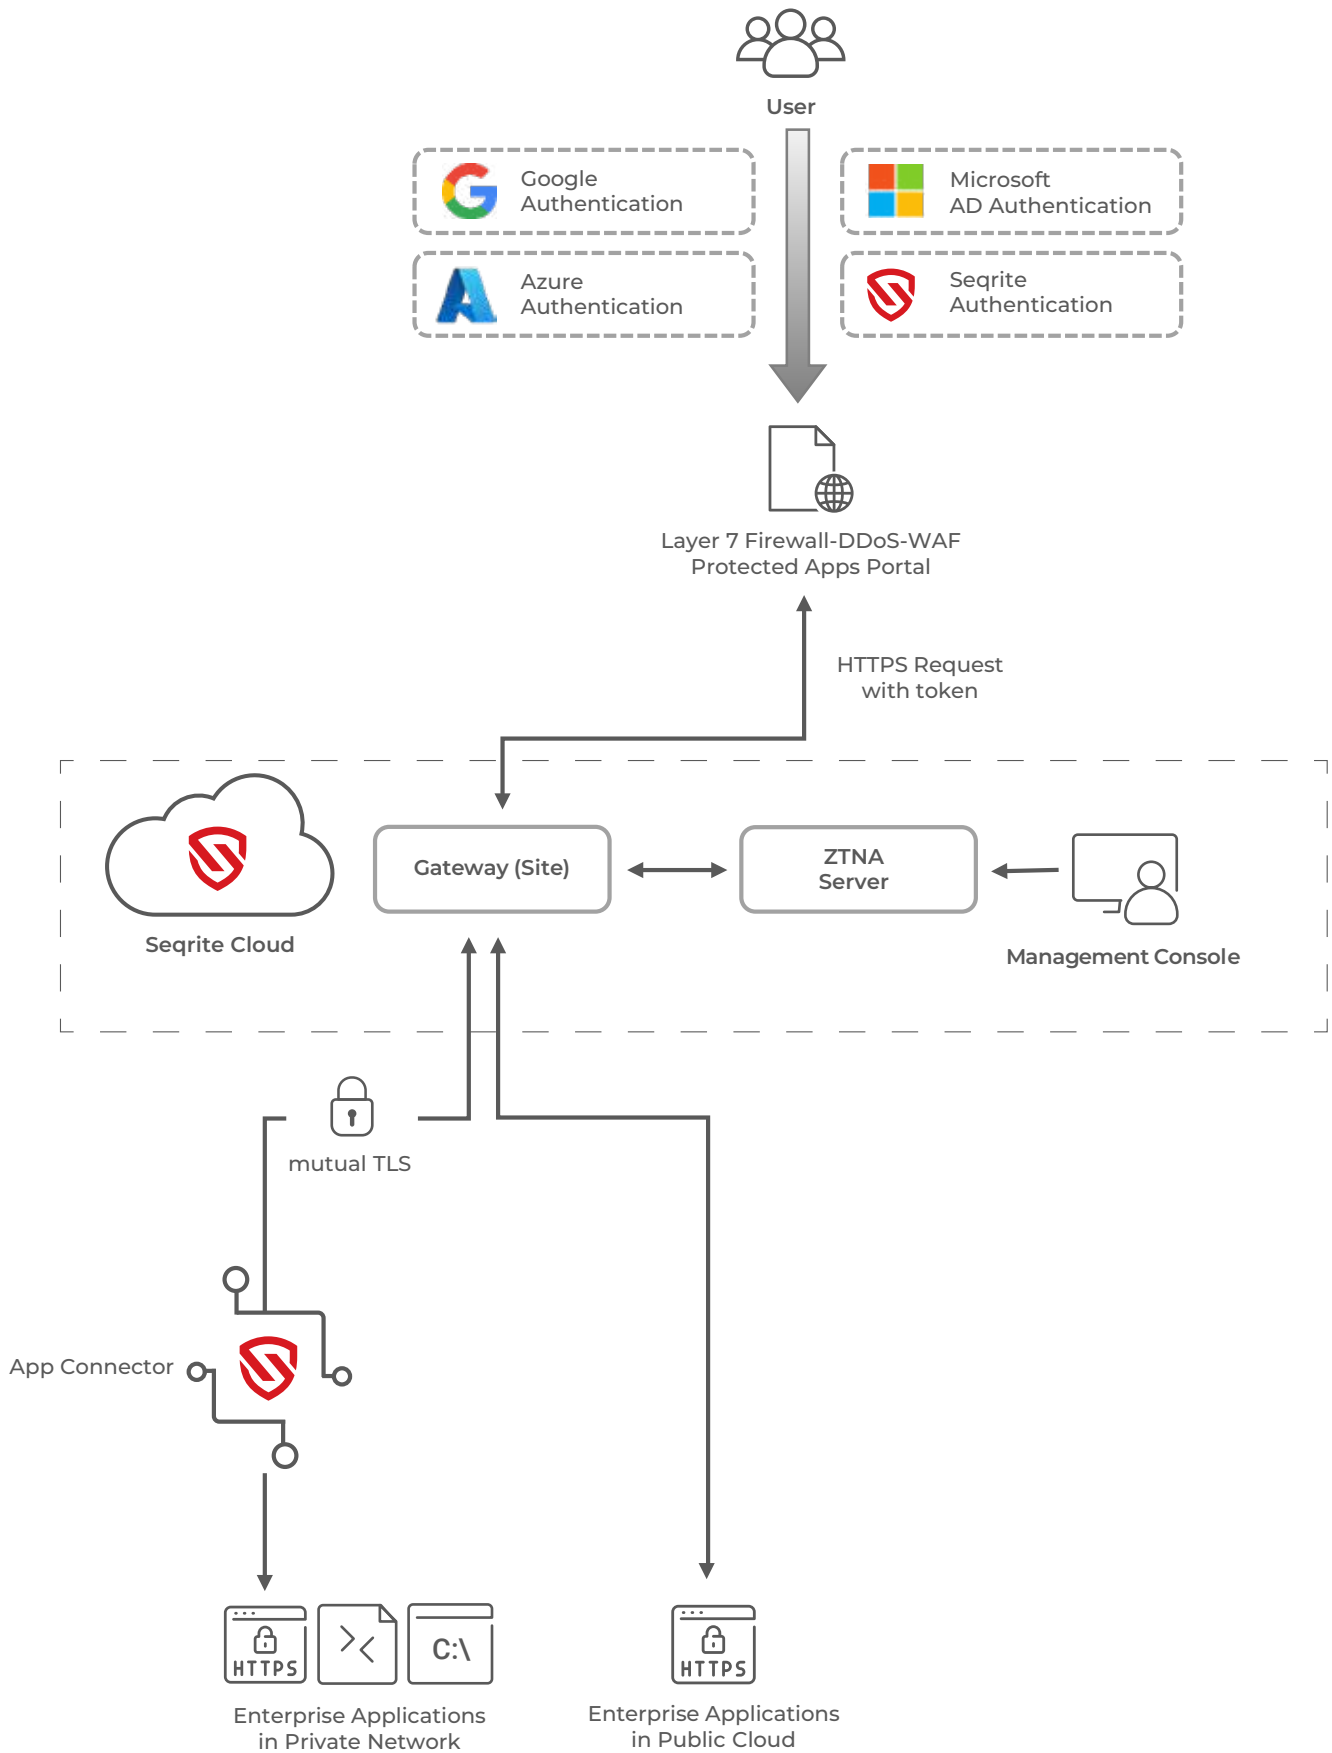 User
Google
Authentication
Microsoft
AD Authentication
Azure
Authentication
Seqrite
Authentication
Layer 7 Firewall-DDoS-WAF
Protected Apps Portal
HTTPS Request
with token
Gateway (Site)
ZTNA
Server
Seqrite Cloud
Management Console
mutual TLS
App Connector
HTTPS
C:\
HTTPS
Enterprise Applications
in Private Network
Enterprise Applications
in Public Cloud